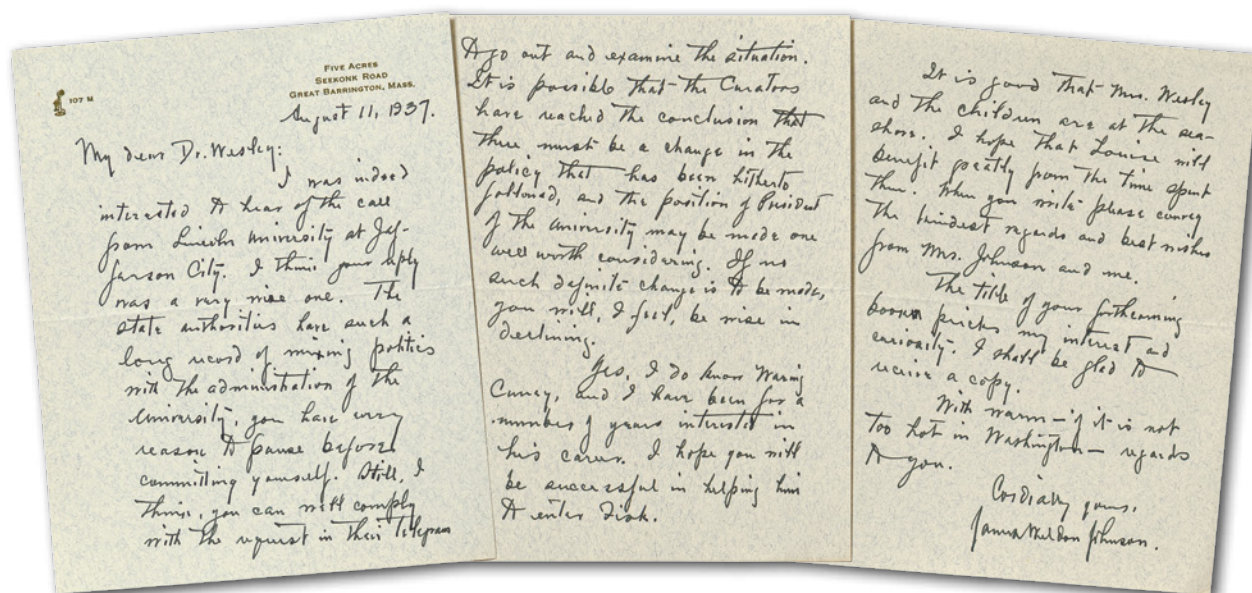 107 M
FIVE ACRES
SEEKONK ROAD
GREAT BARRINGTON, MASS.
August 11, 1937.
My dear Dr. Wesley:
I was indeed
interested to hear of the call
from Lincoln University at Jef-
ferson City. I think your reply
was a very wise one. The
state authorities have such a
long record of mixing politics
with the administration of the
University, you have every
reason to pause before
committing yourself. Still, I
think, you can well comply
with the request in their telegram
to go out and examine the situation.
It is possible that the Curators
have reached the conclusion that
there must be a change in the
policy that has been hitherto
followed, and the position of President
of the University may be made one
well worth considering. If no
such definite change is to be made,
you will, I feel, be wise in
declining.
Yes, I do know Waring
Cuney, and I have been for a
number of years interested in
his career. I hope you will
be successful in helping him
to enter Fisk.
It is good that Mrs. Wesley
and the children are at the sea-
shore. I hope that Louise will
benefit greatly from the time spent
there. When you write please convey
the kindest regards and best wishes
from Mrs. Johnson and me.
The title of your forthcoming
book pricks my interest and
curiosity. I shall be glad to
receive a copy.
With warm — if it is not
too hot in Washington — regards
to you.
Cordially yours,
James Weldon Johnson.